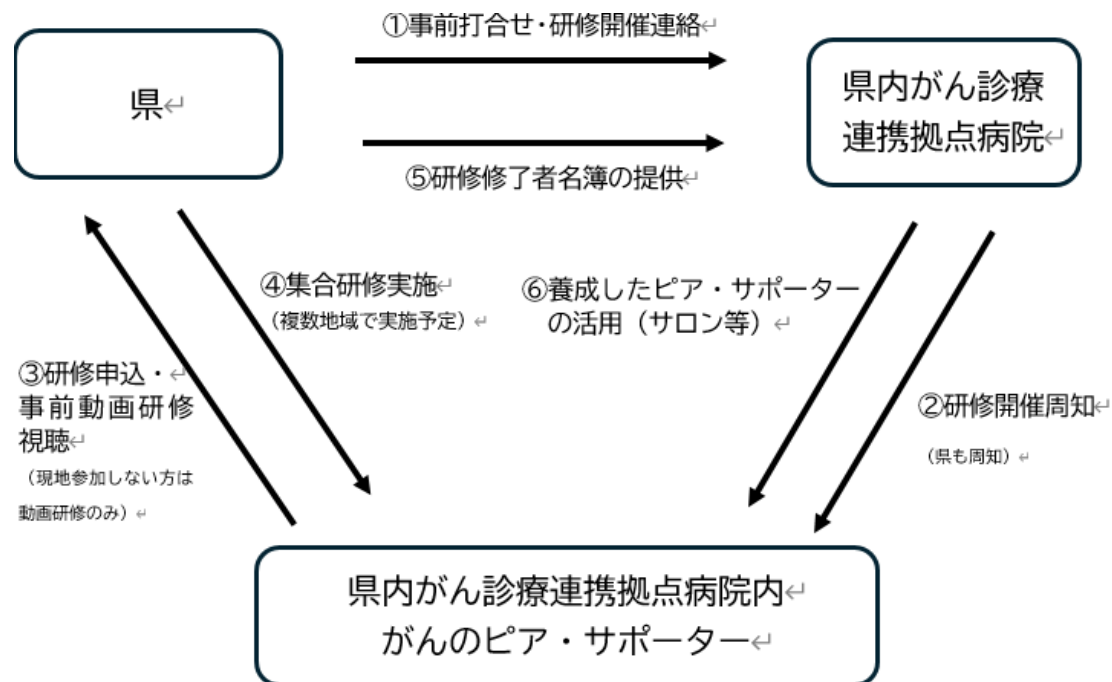 ①事前打合せ・研修開催連絡↵
県↵
県内がん診療
連携拠点病院↵
⑤研修修了者名簿の提供↵
④集合研修実施↵
（複数地域で実施予定）↵
⑥養成したピア・サポーター
の活用（サロン等）↵
③研修申込・↵
事前動画研修
視聴↵
（現地参加しない方は
動画研修のみ）↵
②研修開催周知↵
（県も周知）↵
県内がん診療連携拠点病院内↵
がんのピア・サポーター↵